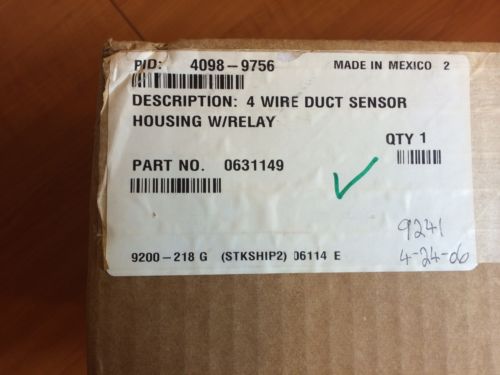 PID: 4098-9756 MADE IN MEXICO 2
DESCRIPTION: 4 WIRE DUCT SENSOR
HOUSING W/RELAY
QTY 1
PART NO. 0631149
9241
9200-218 G (STKSHIP2) 06114 E
4-24-06